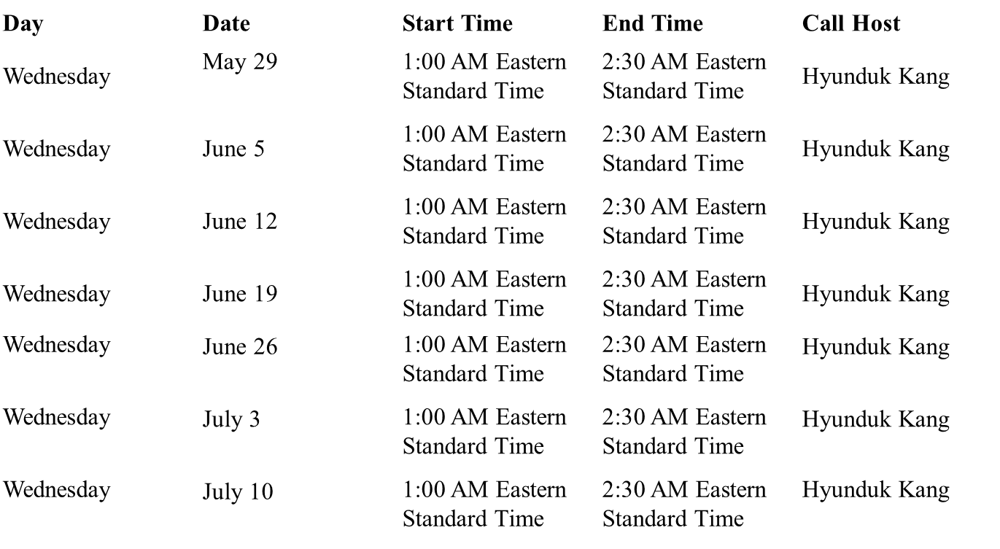 Day Date Start Time End Time Call Host
Wednesday May 29 1:00 AM Eastern Standard Time 2:30 AM Eastern Standard Time Hyunduk Kang
Wednesday June 5 1:00 AM Eastern Standard Time 2:30 AM Eastern Standard Time Hyunduk Kang
Wednesday June 12 1:00 AM Eastern Standard Time 2:30 AM Eastern Standard Time Hyunduk Kang
Wednesday June 19 1:00 AM Eastern Standard Time 2:30 AM Eastern Standard Time Hyunduk Kang
Wednesday June 26 1:00 AM Eastern Standard Time 2:30 AM Eastern Standard Time Hyunduk Kang
Wednesday July 3 1:00 AM Eastern Standard Time 2:30 AM Eastern Standard Time Hyunduk Kang
Wednesday July 10 1:00 AM Eastern Standard Time 2:30 AM Eastern Standard Time Hyunduk Kang